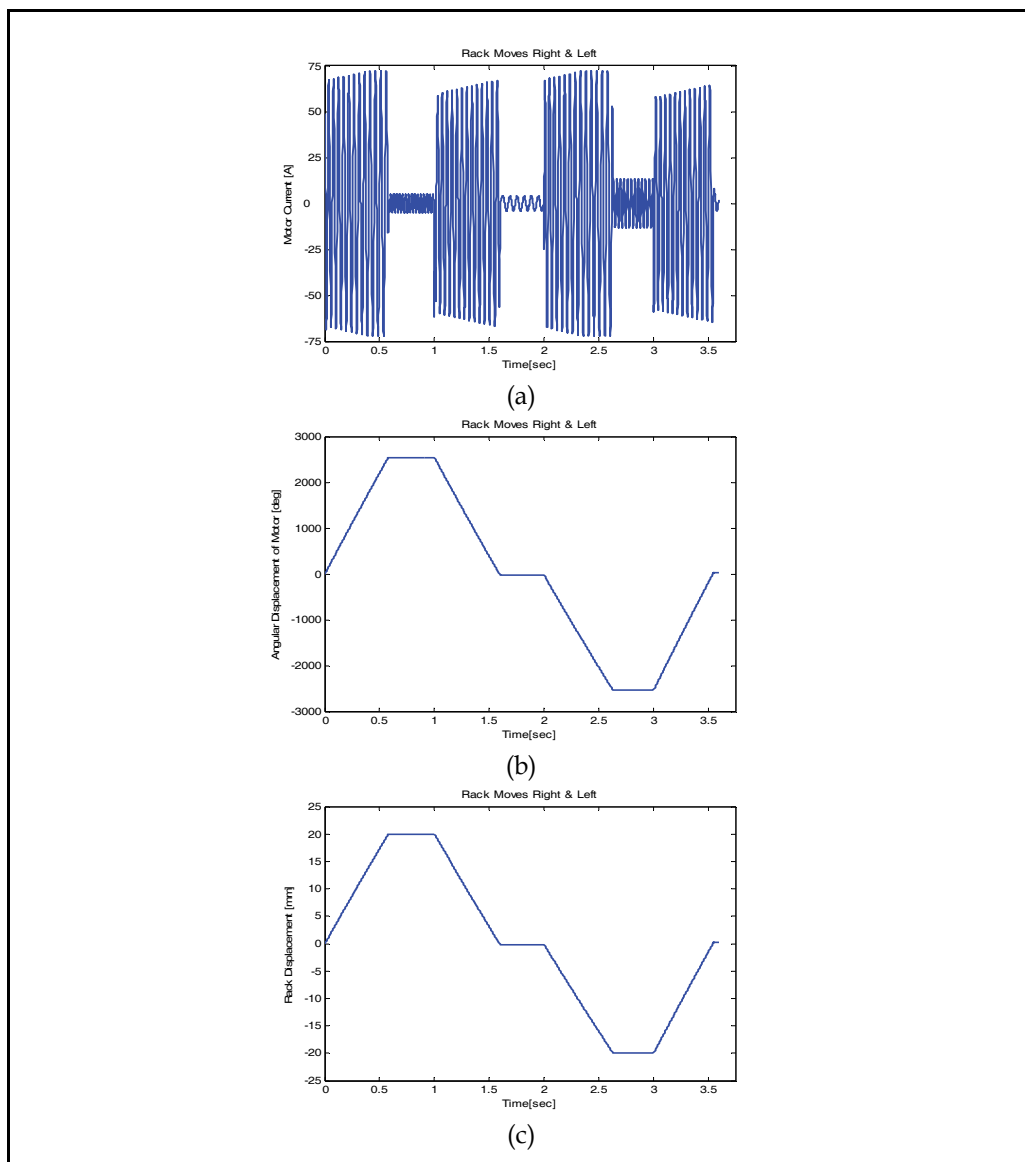 Rack Moves Right & Left
75
50
25
0
-25
-50
-75
Motor Current [A]
0 0.5 1 1.5 2 2.5 3 3.5
Time[sec]
(a)
Rack Moves Right & Left
3000
2000
1000
0
-1000
-2000
-3000
Angular Displacement of Motor [deg]
0 0.5 1 1.5 2 2.5 3 3.5
Time[sec]
(b)
Rack Moves Right & Left
25
20
15
10
5
0
-5
-10
-15
-20
-25
Rack Displacement [mm]
0 0.5 1 1.5 2 2.5 3 3.5
Time[sec]
(c)